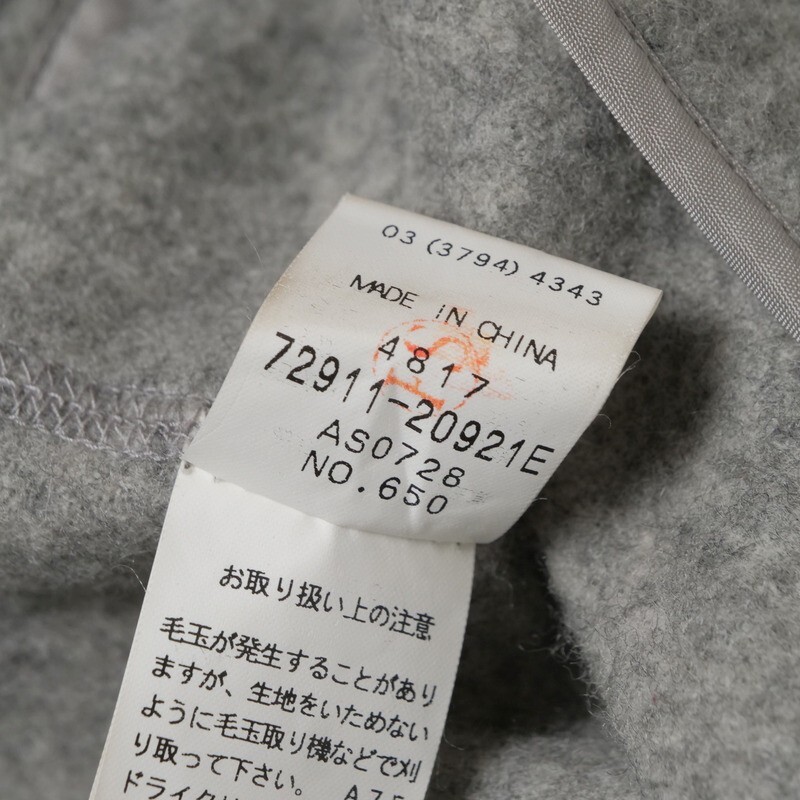 03 (3794) 4343
MADE IN CHINA
4817
72911-20921E
AS0728
NO.650
お取り扱い上の注意
毛玉が発生することがあり
ますが、生地をいためない
ように毛玉取り機などで刈
り取って下さい。